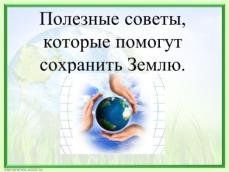 Полезные советы,
которые помогут
сохранить Землю.